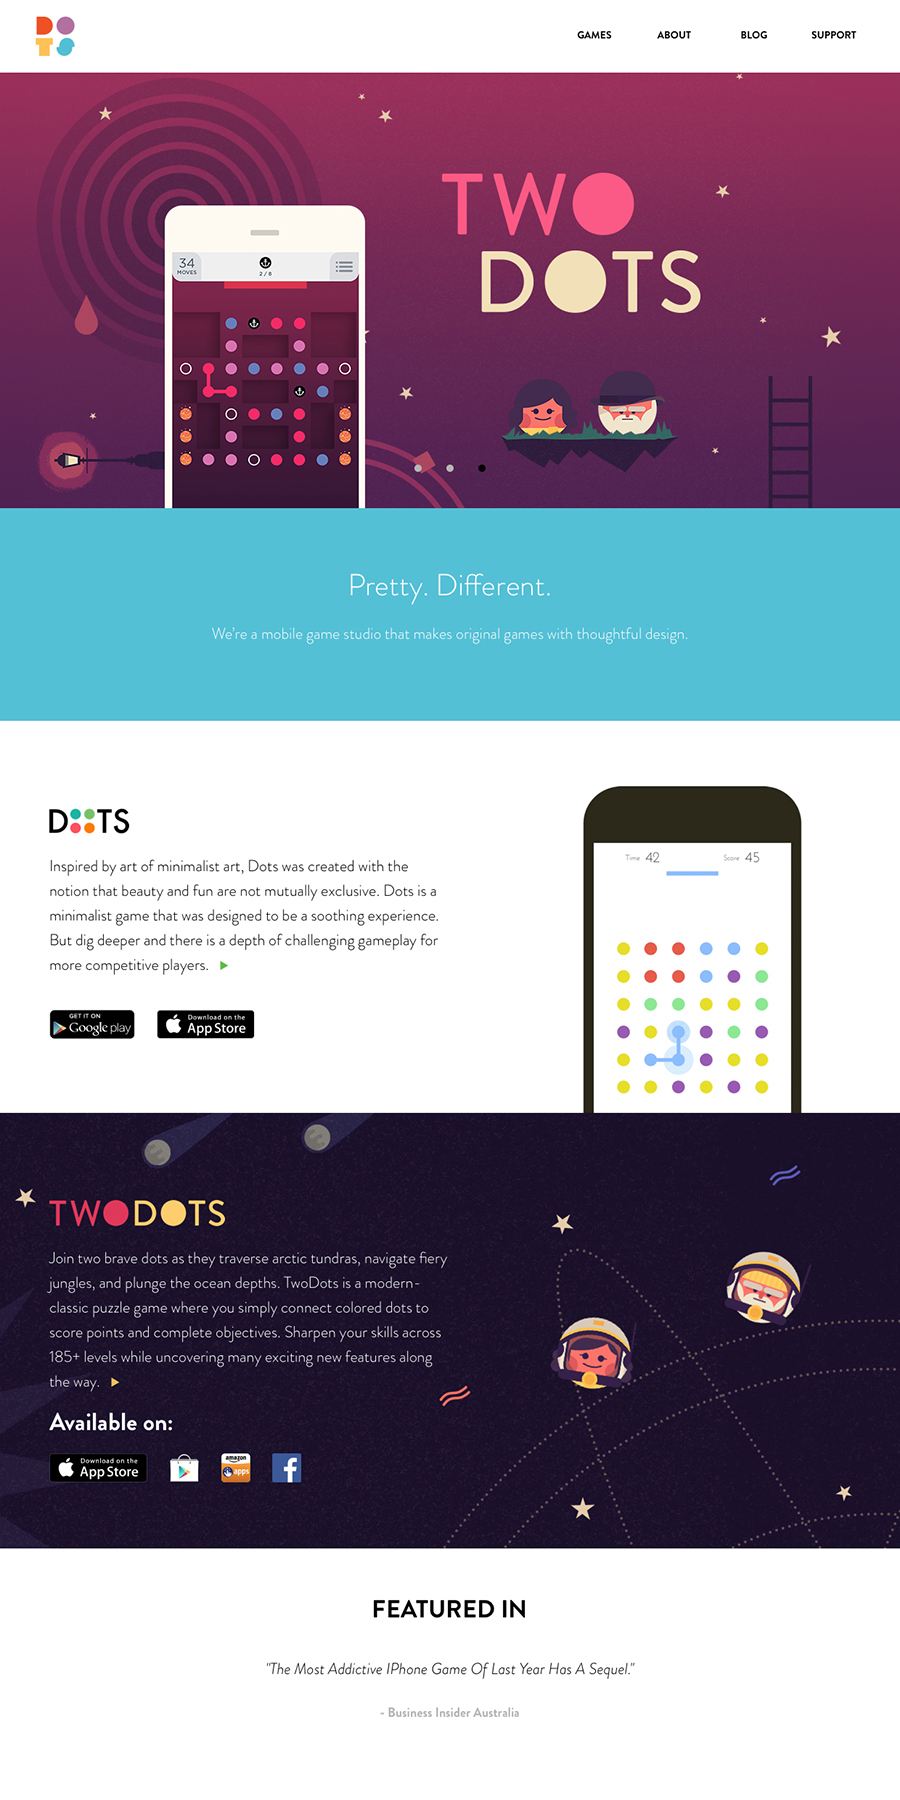 DOTS
GAMES ABOUT BLOG SUPPORT
TWO
DOTS
34
MOVES
2/8
Pretty. Different.
We're a mobile game studio that makes original games with thoughtful design.
DOTS
Inspired by art of minimalist art, Dots was created with the
notion that beauty and fun are not mutually exclusive. Dots is a
minimalist game that was designed to be a soothing experience.
But dig deeper and there is a depth of challenging gameplay for
more competitive players.
GET IT ON
Google play
Download on the
App Store
Time 42 Score 45
TWODOTS
Join two brave dots as they traverse arctic tundras, navigate fiery
jungles, and plunge the ocean depths. TwoDots is a modern-
classic puzzle game where you simply connect colored dots to
score points and complete objectives. Sharpen your skills across
185+ levels while uncovering many exciting new features along
the way.
Available on:
Download on the
App Store
amazon
apps
f
FEATURED IN
"The Most Addictive IPhone Game Of Last Year Has A Sequel."
- Business Insider Australia